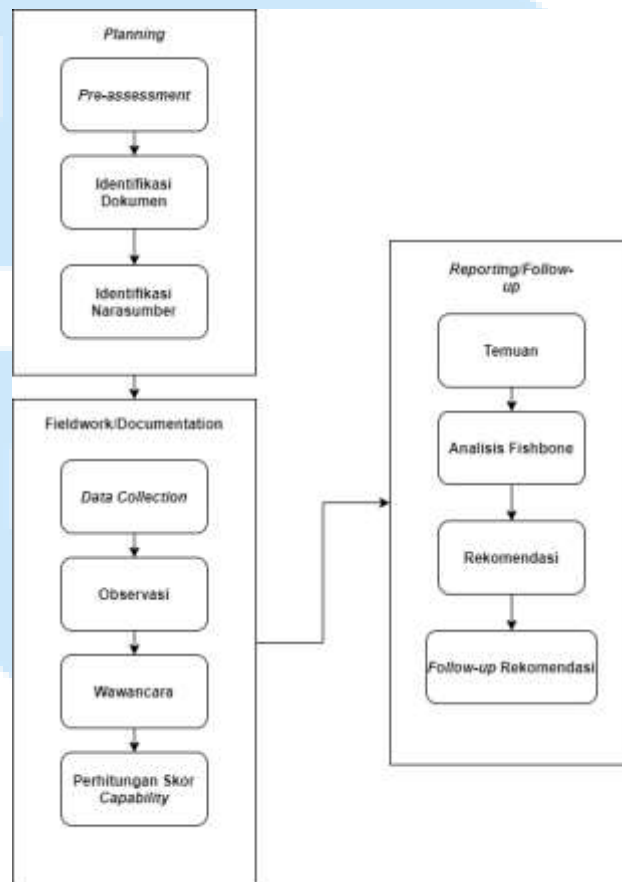 Planning
Pre-assessment
Identifikasi
Dokumen
Identifikasi
Narasumber
Fieldwork/Documentation
Data Collection
Observasi
Wawancara
Perhitungan Skor
Capability
Reporting/Follow-
up
Temuan
Analisis Fishbone
Rekomendasi
Follow-up Rekomendasi